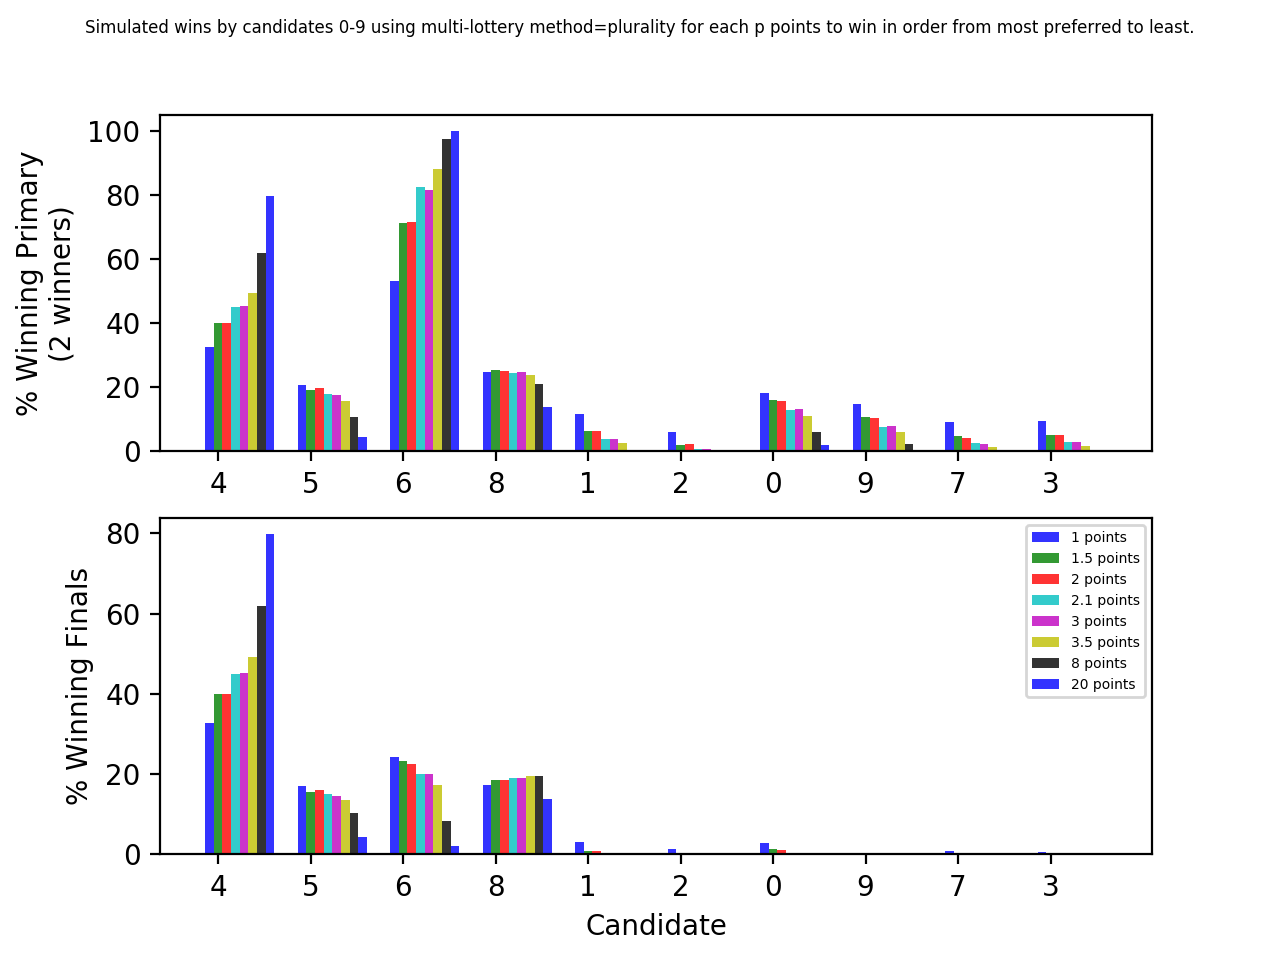 Simulated wins by candidates 0-9 using multi-lottery method=plurality for each p points to win in order from most preferred to least.
% Winning Primary
(2 winners)
100
80
60
40
20
0
4 5 6 8 1 2 0 9 7 3
% Winning Finals
80
60
40
20
0
1 points
1.5 points
2 points
2.1 points
3 points
3.5 points
8 points
20 points
4 5 6 8 1 2 0 9 7 3
Candidate